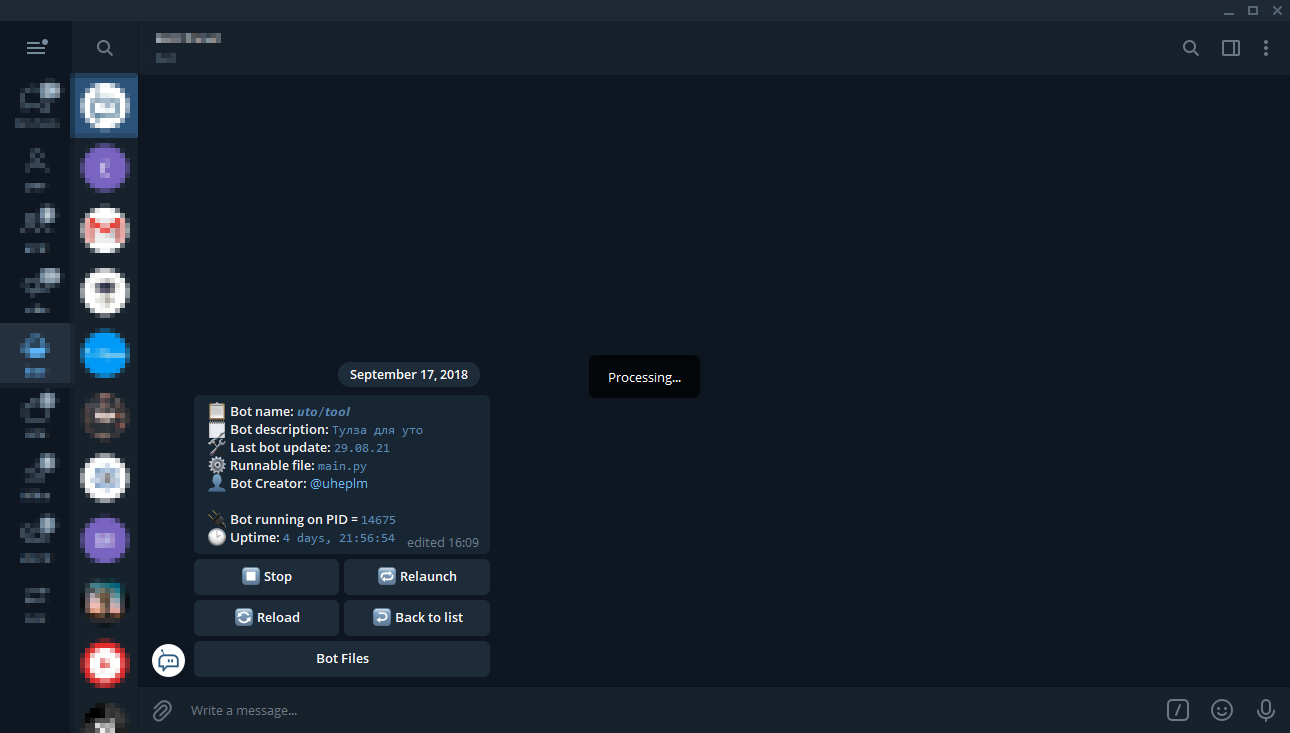 September 17, 2018
Processing...
Bot name: uto/tool
Bot description: Тулза для уто
Last bot update: 29.08.21
Runnable file: main.py
Bot Creator: @uheplm
Bot running on PID = 14675
Uptime: 4 days, 21:56:54
edited 16:09
Stop
Relaunch
Reload
Back to list
Bot Files
Write a message...